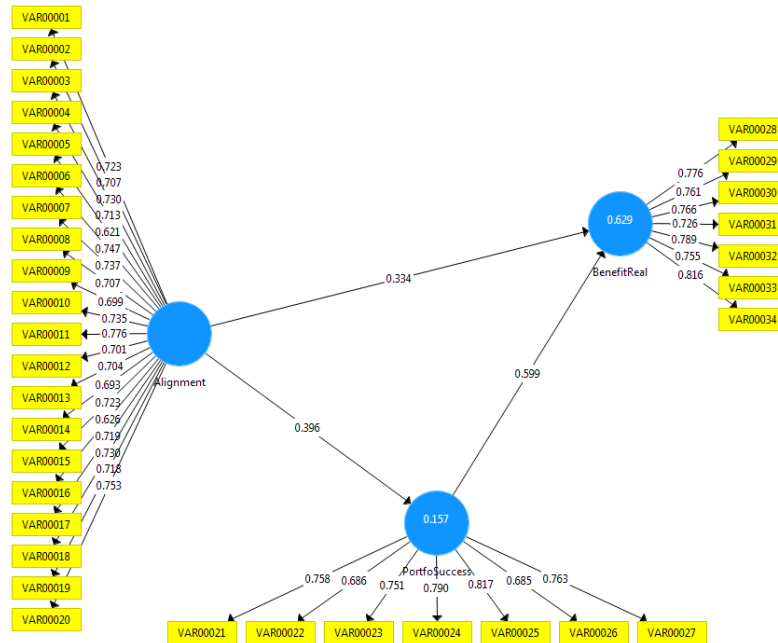 VAR00001
VAR00002
VAR00003
VAR00004
VAR00005
VAR00006
VAR00007
VAR00008
VAR00009
VAR00010
VAR00011
VAR00012
VAR00013
VAR00014
VAR00015
VAR00016
VAR00017
VAR00018
VAR00019
VAR00020
0.723
0.707
0.730
0.713
0.621
0.747
0.737
0.707
0.699
0.735
0.776
0.701
0.704
0.693
0.723
0.626
0.719
0.730
0.718
0.753
Alignment
0.334
0.396
0.599
0.629
BenefitReal
0.776
0.761
0.766
0.726
0.789
0.755
0.816
VAR00028
VAR00029
VAR00030
VAR00031
VAR00032
VAR00033
VAR00034
0.157
PortfoSuccess
0.758
0.686
0.751
0.790
0.817
0.685
0.763
VAR00021
VAR00022
VAR00023
VAR00024
VAR00025
VAR00026
VAR00027